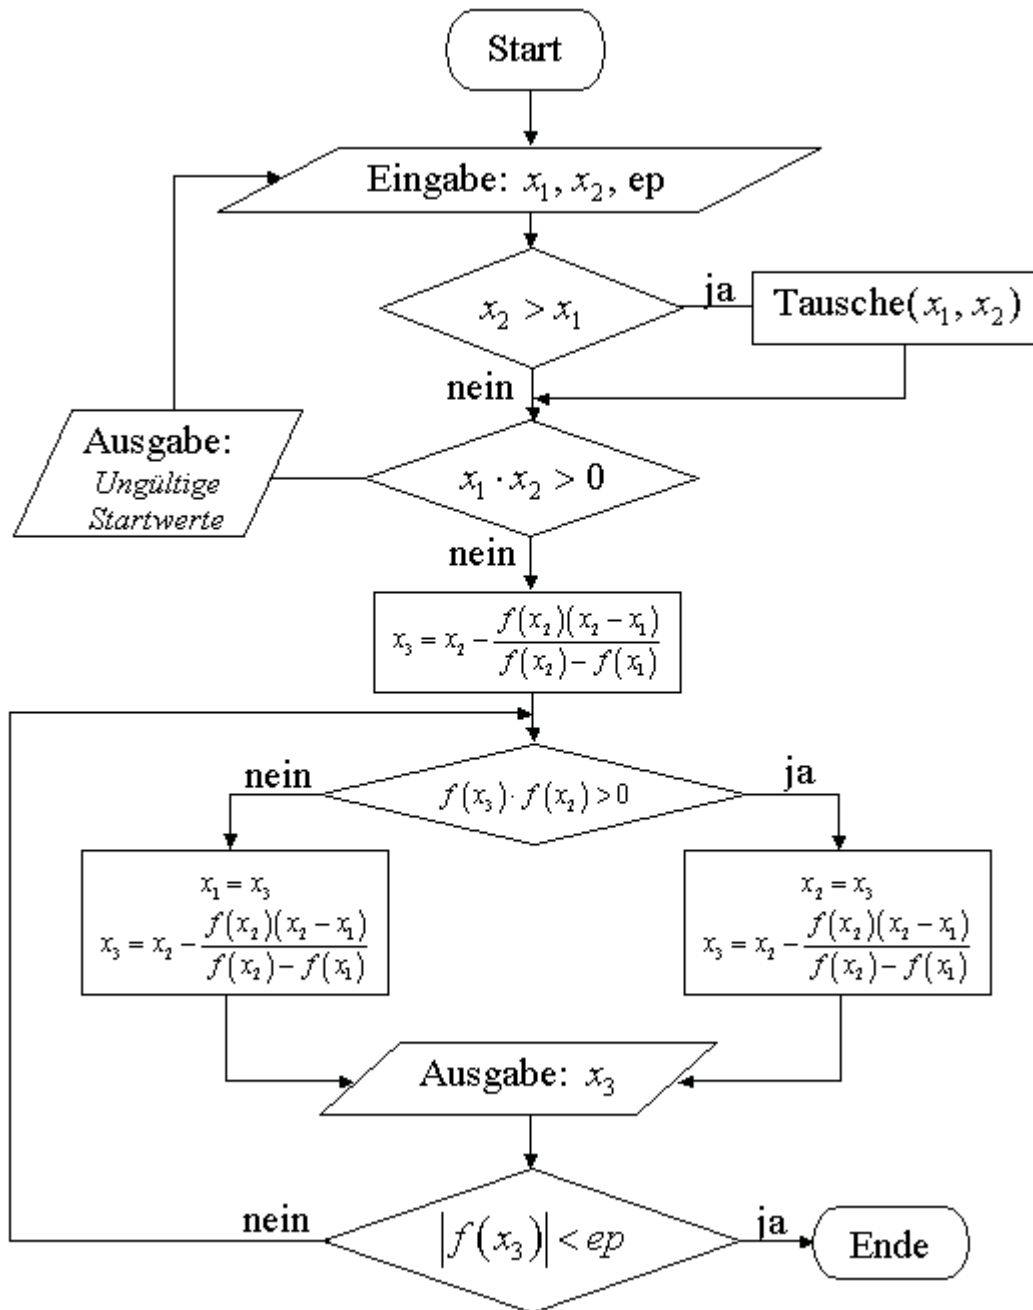 Start
Eingabe: x₁, x₂, ep
x₂ > x₁
ja
Tausche(x₁, x₂)
nein
Ausgabe:
Ungültige
Startwerte
x₁ · x₂ > 0
nein
x₃ = x₂ − f(x₂)(x₂ − x₁) / f(x₂) − f(x₁)
nein
f(x₃) · f(x₂) > 0
ja
x₁ = x₃
x₃ = x₂ − f(x₂)(x₂ − x₁) / f(x₂) − f(x₁)
x₂ = x₃
x₃ = x₂ − f(x₂)(x₂ − x₁) / f(x₂) − f(x₁)
Ausgabe: x₃
nein
|f(x₃)| < ep
ja
Ende